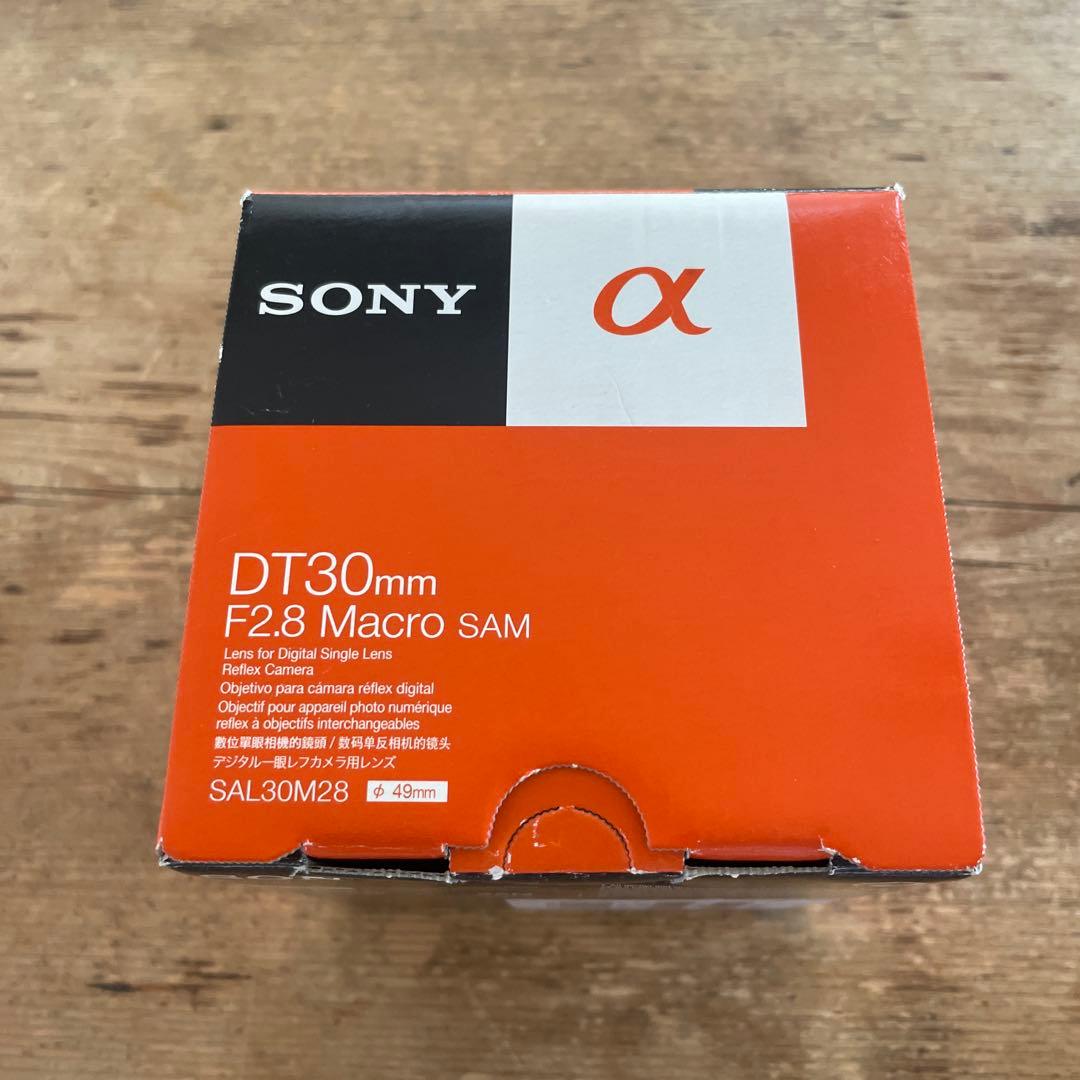 SONY α
DT30mm
F2.8 Macro SAM
Lens for Digital Single Lens
Reflex Camera
Objetivo para cámara réflex digital
Objectif pour appareil photo numérique
reflex à objectifs interchangeables
數位單眼相機的鏡頭 / 数码单反相机的镜头
デジタル一眼レフカメラ用レンズ
SAL30M28 ϕ 49mm